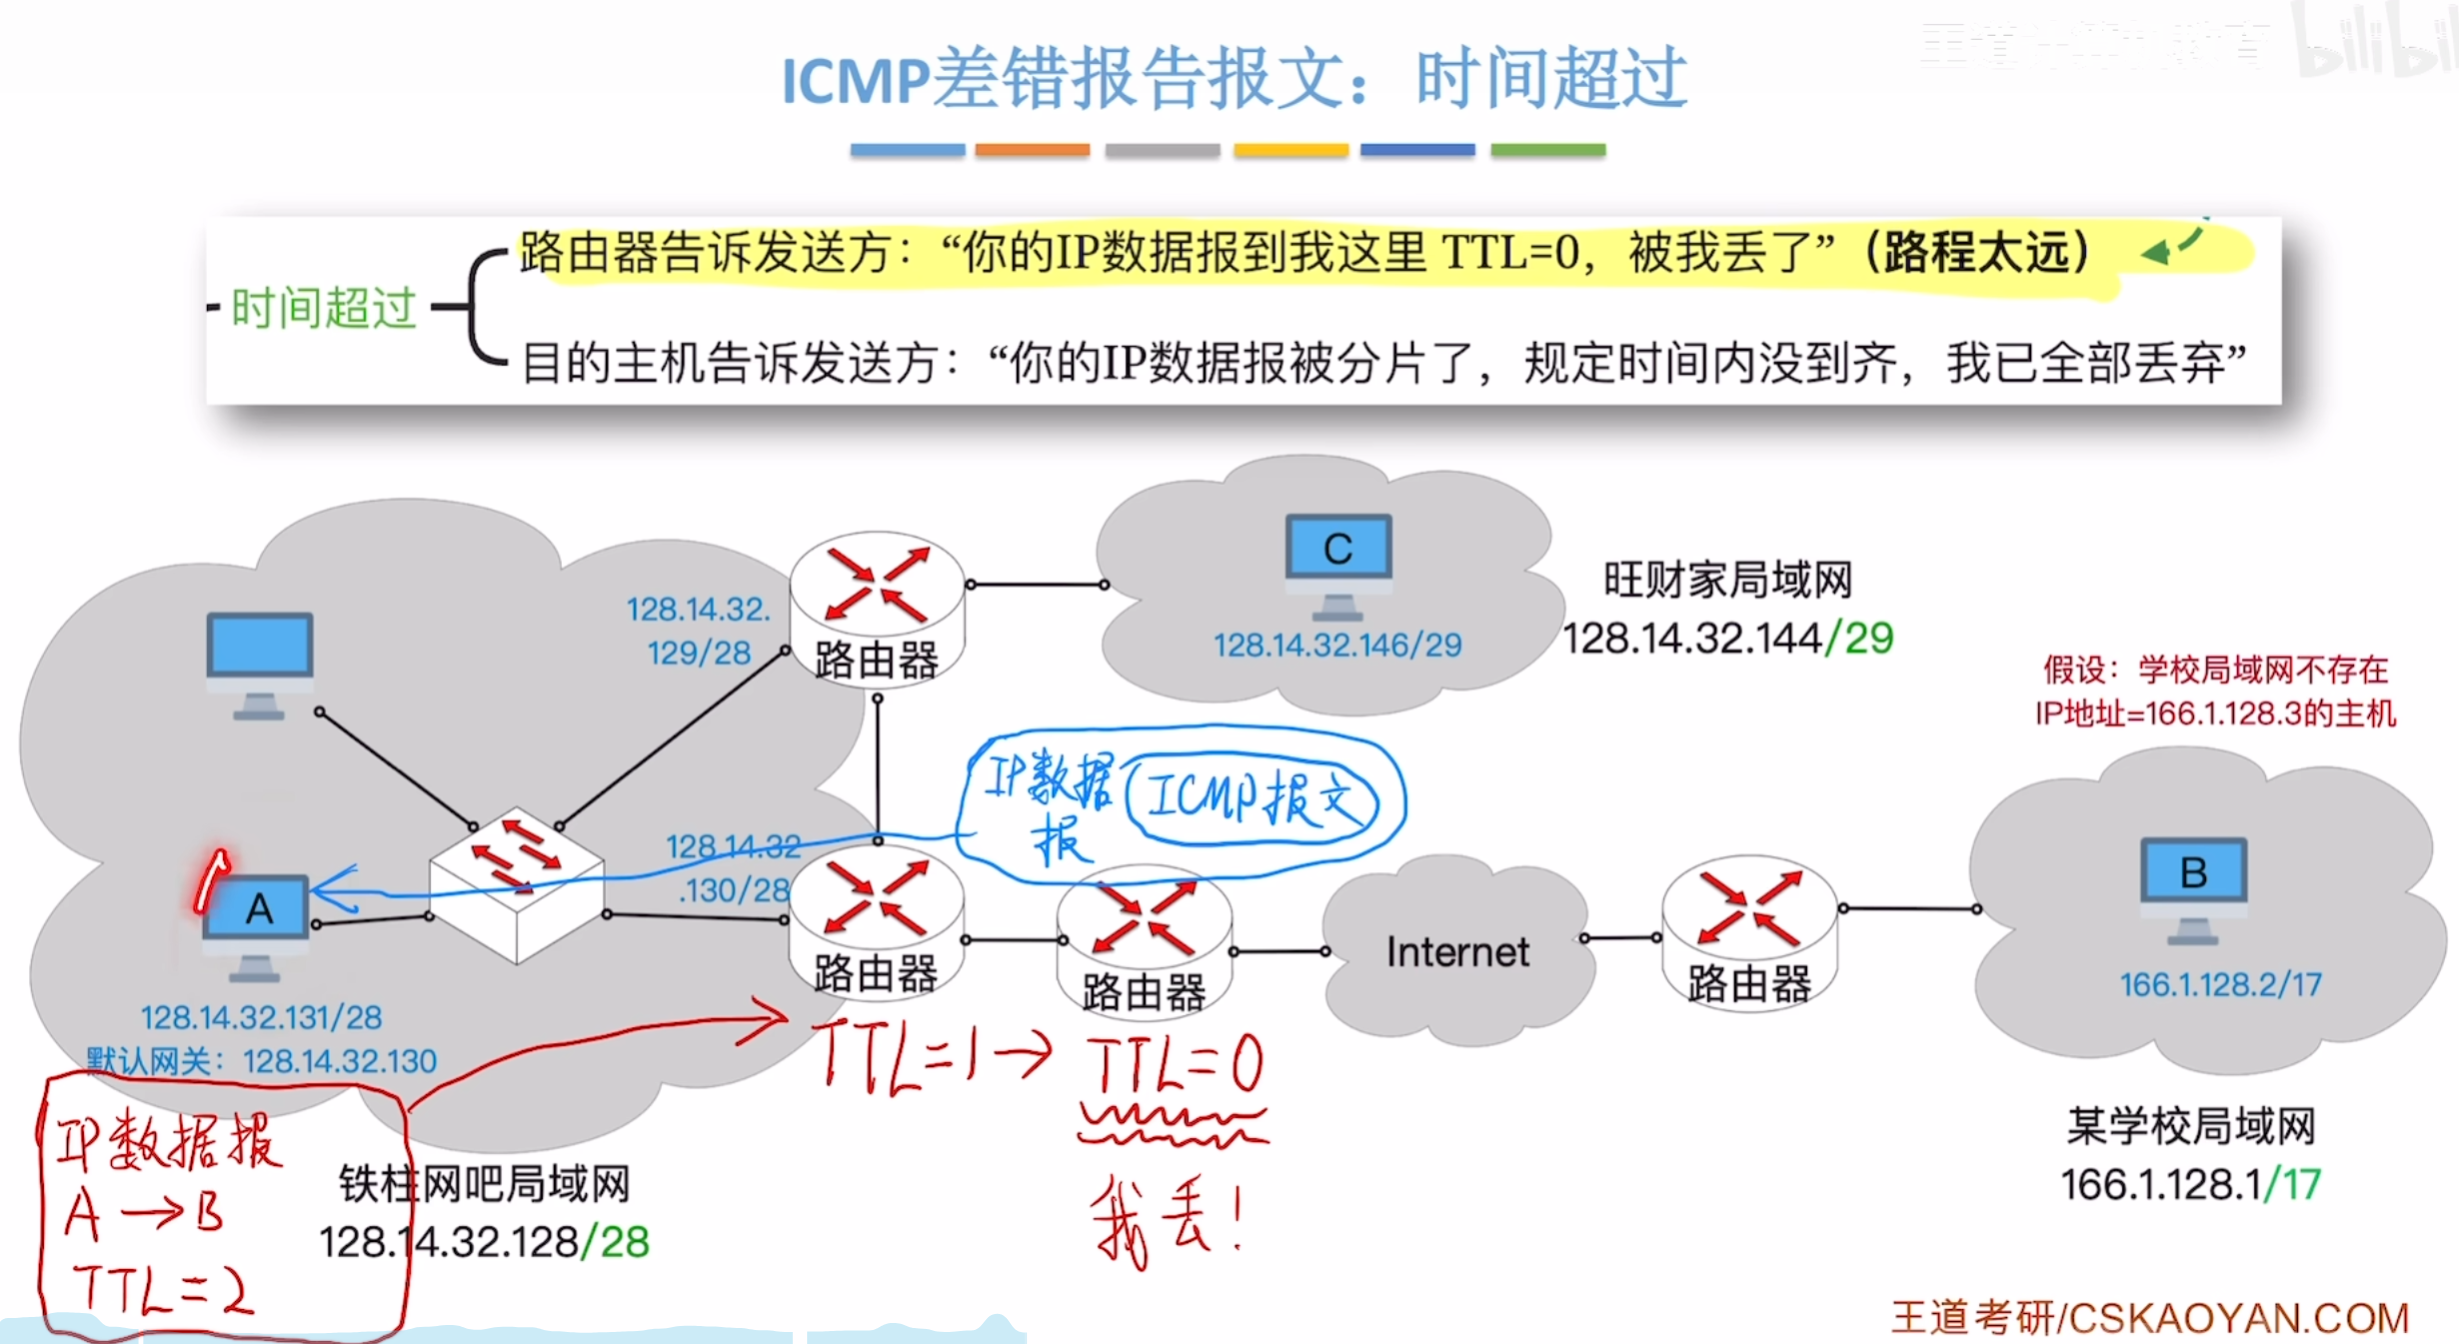 王道计算机教育 bilibili
ICMP差错报告报文：时间超过
路由器告诉发送方：“你的IP数据报到我这里 TTL=0，被我丢了”（路程太远）
时间超过
目的主机告诉发送方：“你的IP数据报被分片了，规定时间内没到齐，我已全部丢弃”
C
128.14.32.146/29
旺财家局域网
128.14.32.144/29
128.14.32.
129/28
路由器
假设：学校局域网不存在
IP地址=166.1.128.3的主机
IP数据报
ICMP报文
128.14.32
.130/28
A
128.14.32.131/28
默认网关：128.14.32.130
路由器
路由器
Internet
路由器
B
166.1.128.2/17
TTL=1→
TTL=0
我丢！
IP数据报
A→B
TTL=2
铁柱网吧局域网
128.14.32.128/28
某学校局域网
166.1.128.1/17
王道考研/CSKAOYAN.COM